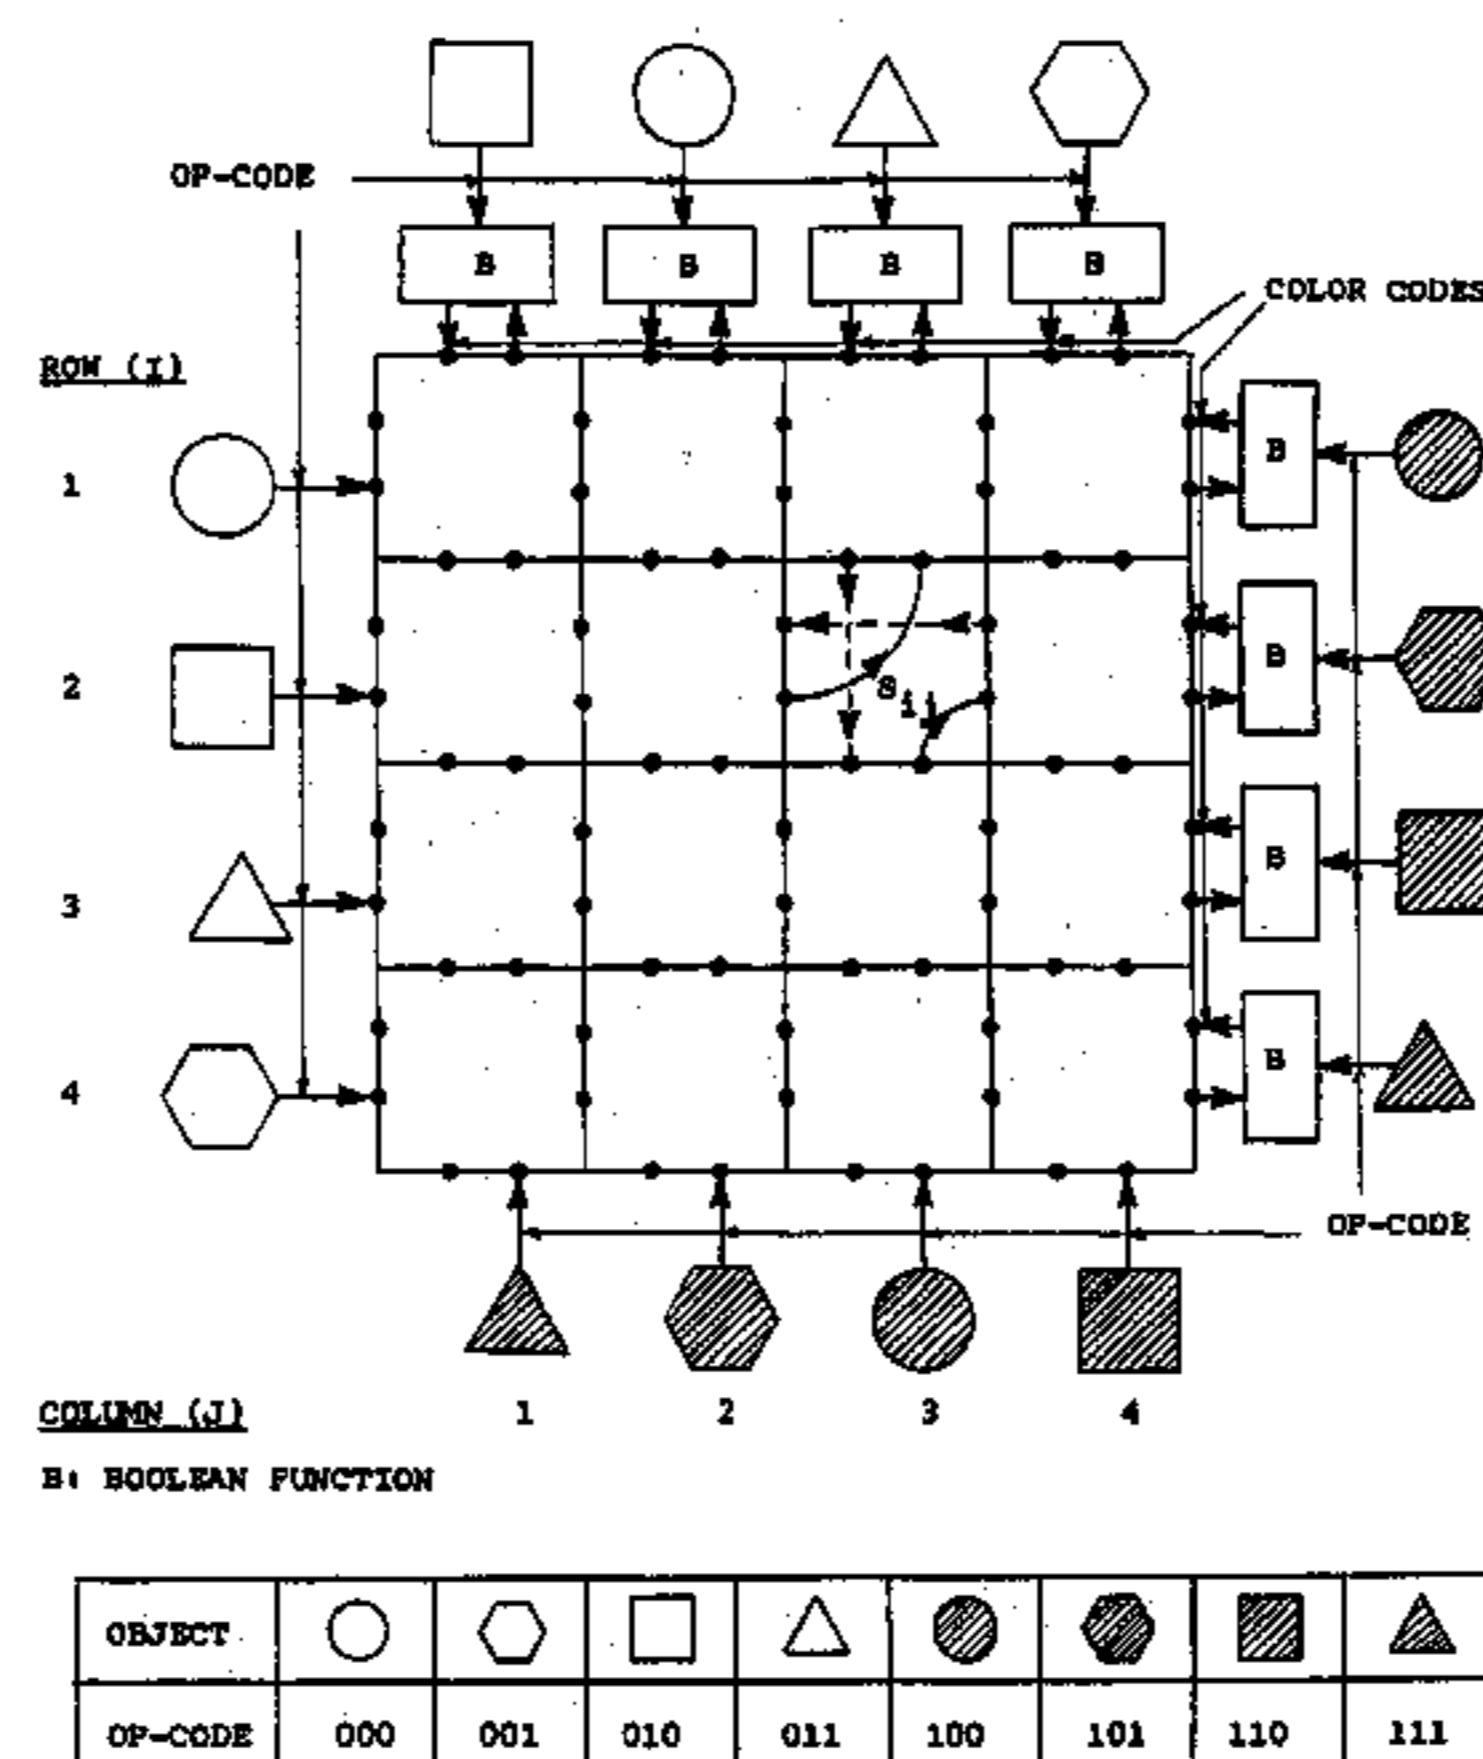 OP-CODE
B B B B
COLOR CODES
ROW (I)
1 B
2 B
s ij
3 B
4 B
OP-CODE
1 2 3 4
COLUMN (J)
B: BOOLEAN FUNCTION
OBJECT
OP-CODE 000 001 010 011 100 101 110 111